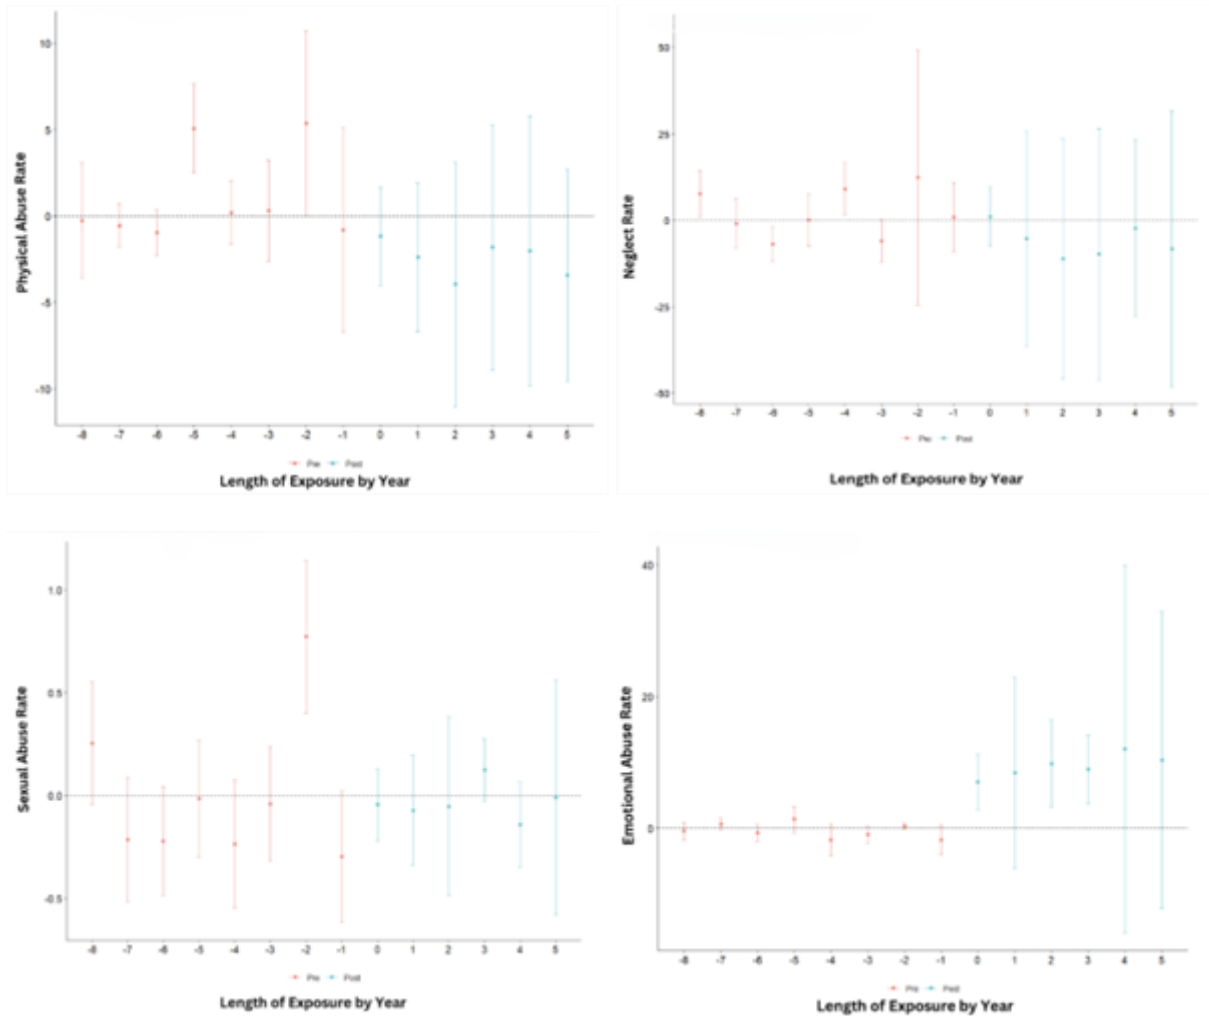 Physical Abuse Rate
10
5
0
-5
-10
-8 -7 -6 -5 -4 -3 -2 -1 0 1 2 3 4 5
Pre Post
Length of Exposure by Year
Neglect Rate
50
25
0
-25
-50
-8 -7 -6 -5 -4 -3 -2 -1 0 1 2 3 4 5
Pre Post
Length of Exposure by Year
Sexual Abuse Rate
1.0
0.5
0.0
-0.5
-8 -7 -6 -5 -4 -3 -2 -1 0 1 2 3 4 5
Pre Post
Length of Exposure by Year
Emotional Abuse Rate
40
20
0
-8 -7 -6 -5 -4 -3 -2 -1 0 1 2 3 4 5
Pre Post
Length of Exposure by Year